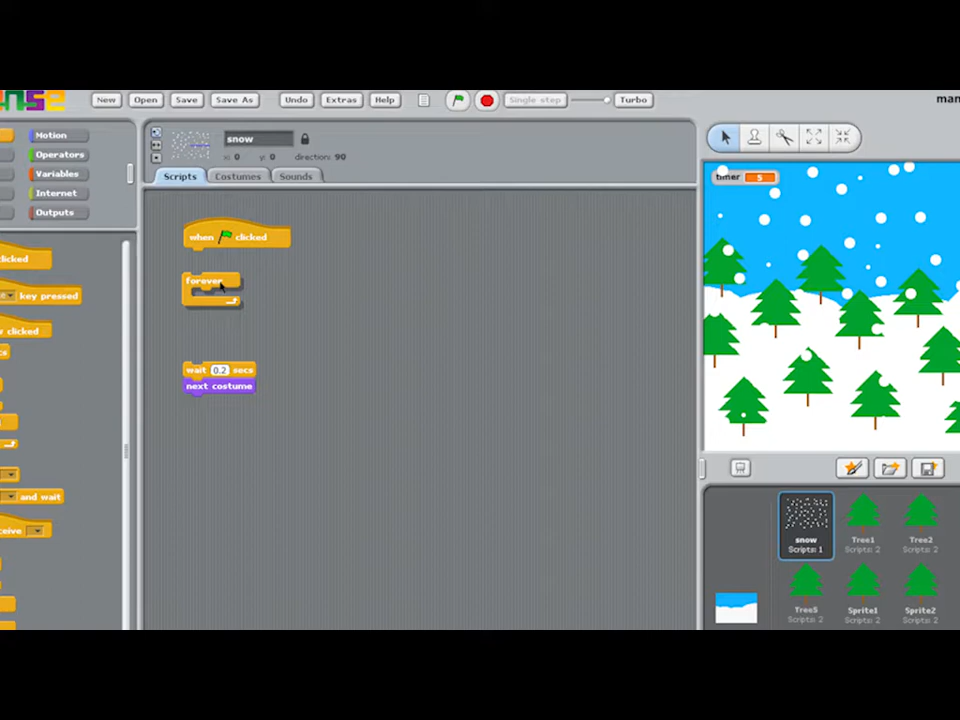 nse
New Open Save Save As Undo Extras Help Single step Turbo
Motion
Operators
Variables
Internet
Outputs
snow
x: 0 y: 0 direction: 90
Scripts Costumes Sounds
clicked
key pressed
clicked
and wait
when clicked
forever
wait 0.2 secs
next costume
timer 5
snow
Scripts: 1
Tree1
Scripts: 2
Tree2
Scripts: 2
Tree5
Scripts: 2
Sprite1
Scripts: 2
Sprite2
Scripts: 2